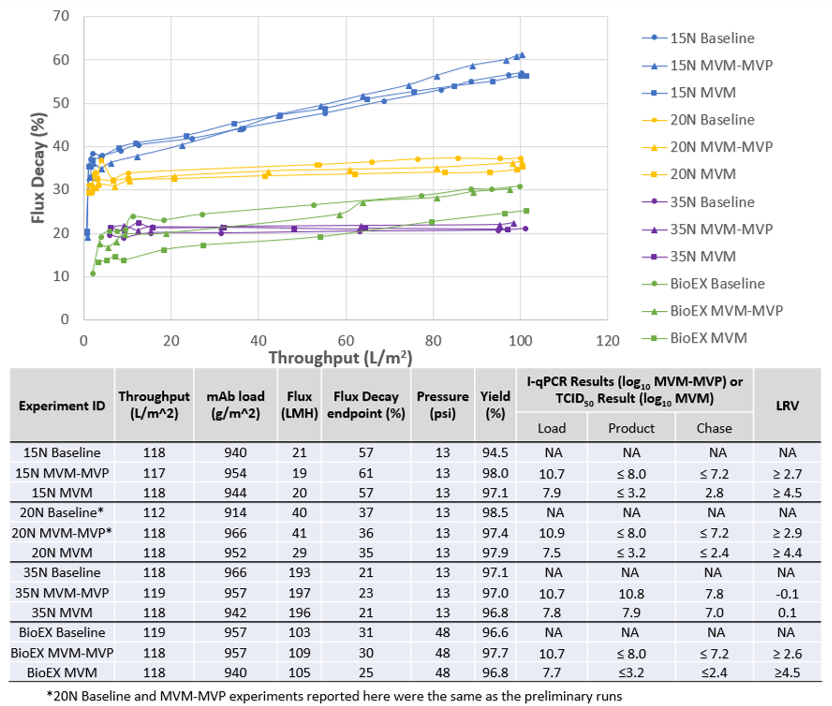 70
60
50
40
30
20
10
0
0 20 40 60 80 100 120
Flux Decay (%)
Throughput (L/m²)
15N Baseline
15N MVM-MVP
15N MVM
20N Baseline
20N MVM-MVP
20N MVM
35N Baseline
35N MVM-MVP
35N MVM
BioEX Baseline
BioEX MVM-MVP
BioEX MVM
Experiment ID Throughput (L/m^2) mAb load (g/m^2) Flux (LMH) Flux Decay endpoint (%) Pressure (psi) Yield (%) I-qPCR Results (log₁₀ MVM-MVP) or TCID₅₀ Result (log₁₀ MVM) LRV
Load Product Chase
15N Baseline 118 940 21 57 13 94.5 NA NA NA NA
15N MVM-MVP 117 954 19 61 13 98.0 10.7 ≤ 8.0 ≤ 7.2 ≥ 2.7
15N MVM 118 944 20 57 13 97.1 7.9 ≤ 3.2 2.8 ≥ 4.5
20N Baseline* 112 914 40 37 13 98.5 NA NA NA NA
20N MVM-MVP* 118 966 41 36 13 97.4 10.9 ≤ 8.0 ≤ 7.2 ≥ 2.9
20N MVM 118 952 29 35 13 97.9 7.5 ≤ 3.2 ≤ 2.4 ≥ 4.4
35N Baseline 118 966 193 21 13 97.1 NA NA NA NA
35N MVM-MVP 119 957 197 23 13 97.0 10.7 10.8 7.8 -0.1
35N MVM 118 942 196 21 13 96.8 7.8 7.9 7.0 0.1
BioEX Baseline 119 957 103 31 48 96.6 NA NA NA NA
BioEX MVM-MVP 118 957 109 30 48 97.7 10.7 ≤ 8.0 ≤ 7.2 ≥ 2.6
BioEX MVM 118 940 105 25 48 96.8 7.7 ≤3.2 ≤2.4 ≥4.5
*20N Baseline and MVM-MVP experiments reported here were the same as the preliminary runs